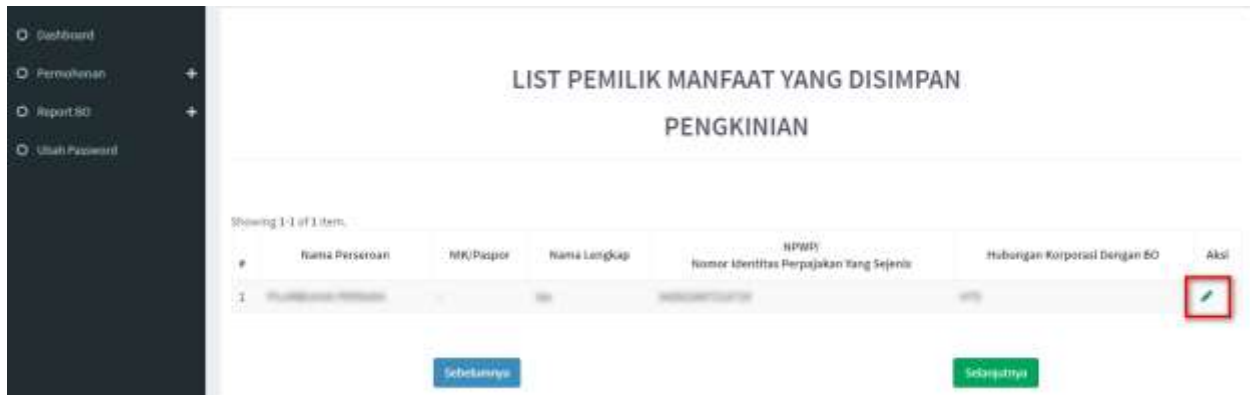 Dashboard
Permohonan +
Report BO +
Ubah Password
LIST PEMILIK MANFAAT YANG DISIMPAN
PENGKINIAN
Showing 1-1 of 1 item.
# Nama Perseroan NIK/Paspor Nama Lengkap NPWP/
Nomor Identitas Perpajakan Yang Sejenis Hubungan Korporasi Dengan BO Aksi
1
Sebelumnya Selanjutnya